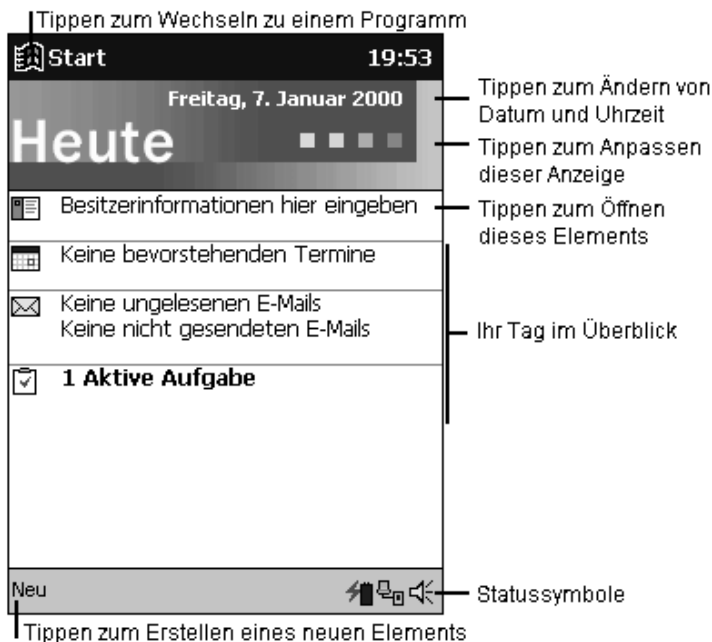 Tippen zum Wechseln zu einem Programm
Start 19:53
Freitag, 7. Januar 2000
Heute
Tippen zum Ändern von
Datum und Uhrzeit
Tippen zum Anpassen
dieser Anzeige
Besitzerinformationen hier eingeben
Tippen zum Öffnen
dieses Elements
Keine bevorstehenden Termine
Keine ungelesenen E-Mails
Keine nicht gesendeten E-Mails
Ihr Tag im Überblick
1 Aktive Aufgabe
Neu
Statussymbole
Tippen zum Erstellen eines neuen Elements